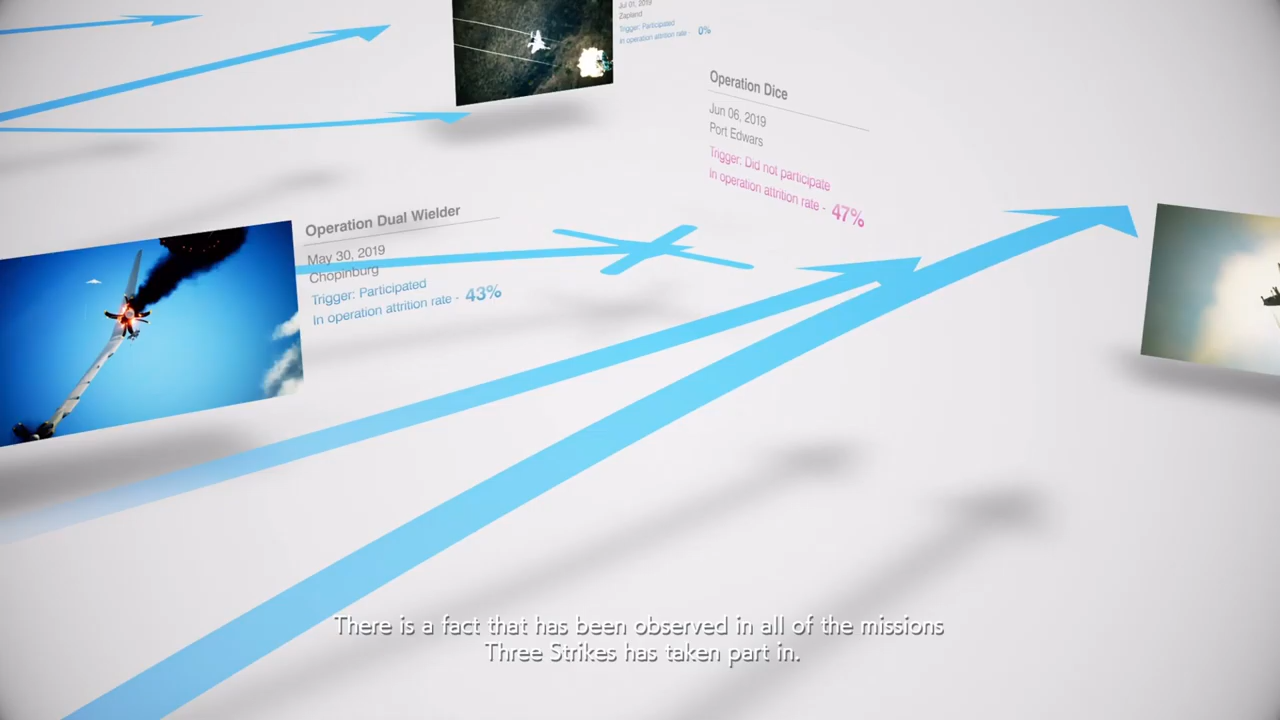 Jul 01, 2019
Zapland
Trigger: Participated
In operation attrition rate - 0%
Operation Dice
Jun 06, 2019
Port Edwars
Trigger: Did not participate
In operation attrition rate - 47%
Operation Dual Wielder
May 30, 2019
Chopinburg
Trigger: Participated
In operation attrition rate - 43%
There is a fact that has been observed in all of the missions
Three Strikes has taken part in.